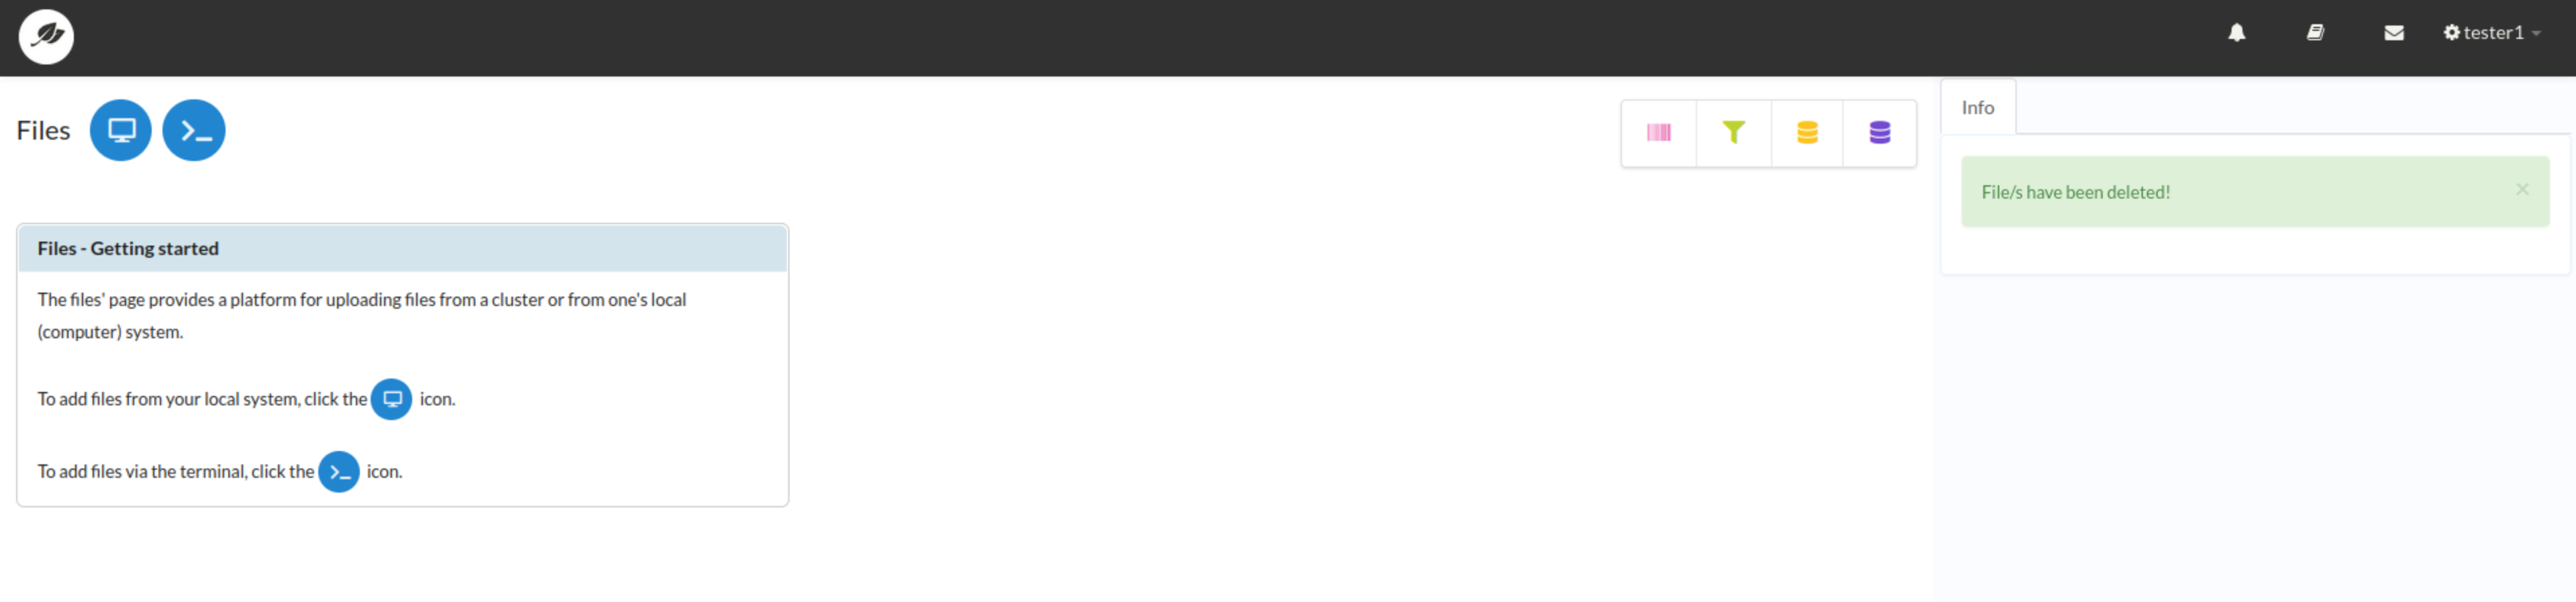 tester1
Files
Info
File/s have been deleted!
Files - Getting started
The files' page provides a platform for uploading files from a cluster or from one's local
(computer) system.
To add files from your local system, click the icon.
To add files via the terminal, click the icon.